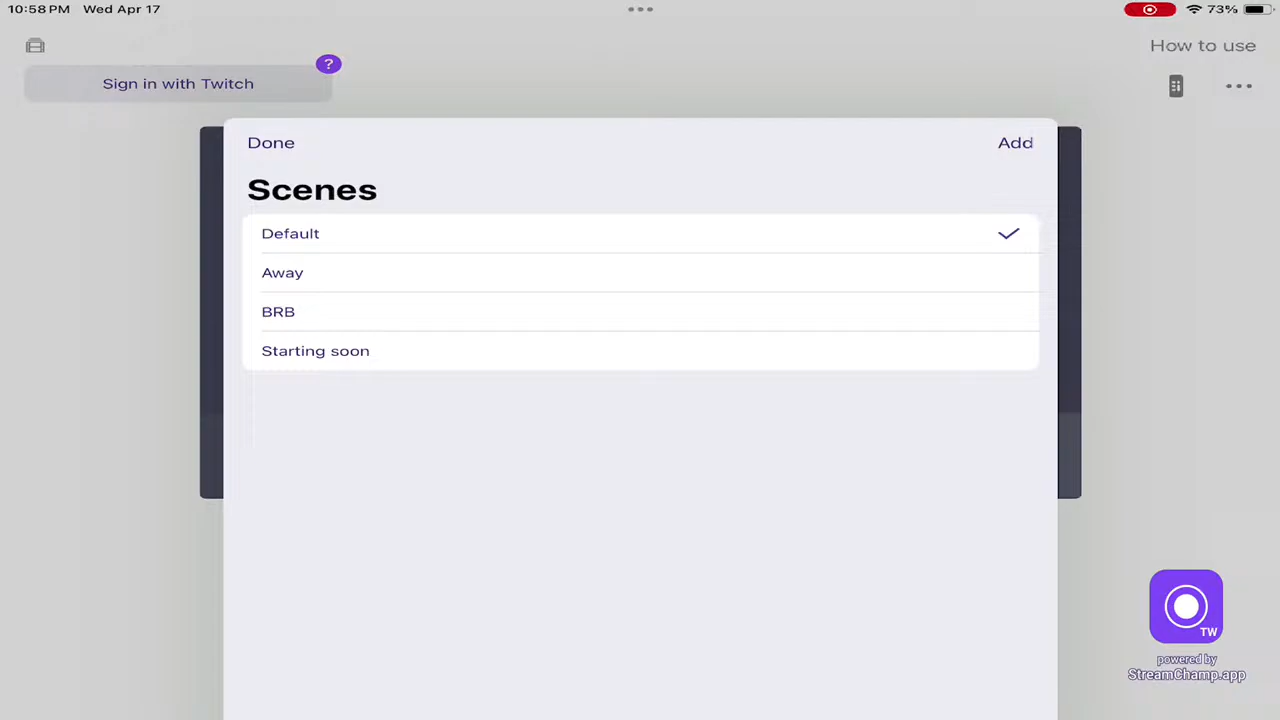 10:58 PM Wed Apr 17
73%
How to use
Sign in with Twitch
?
Done
Add
Scenes
Default
Away
BRB
Starting soon
TW
powered by
StreamChamp.app